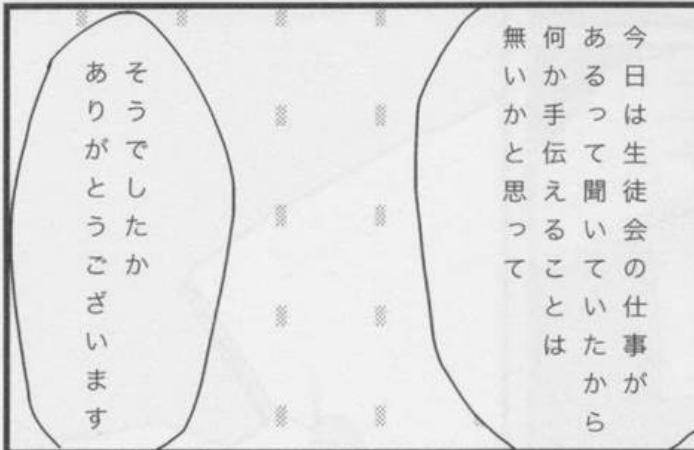 今日は生徒会の仕事が
あるって聞いていたから
何か手伝えることは
無いかと思って
そうでしたか
ありがとうございます